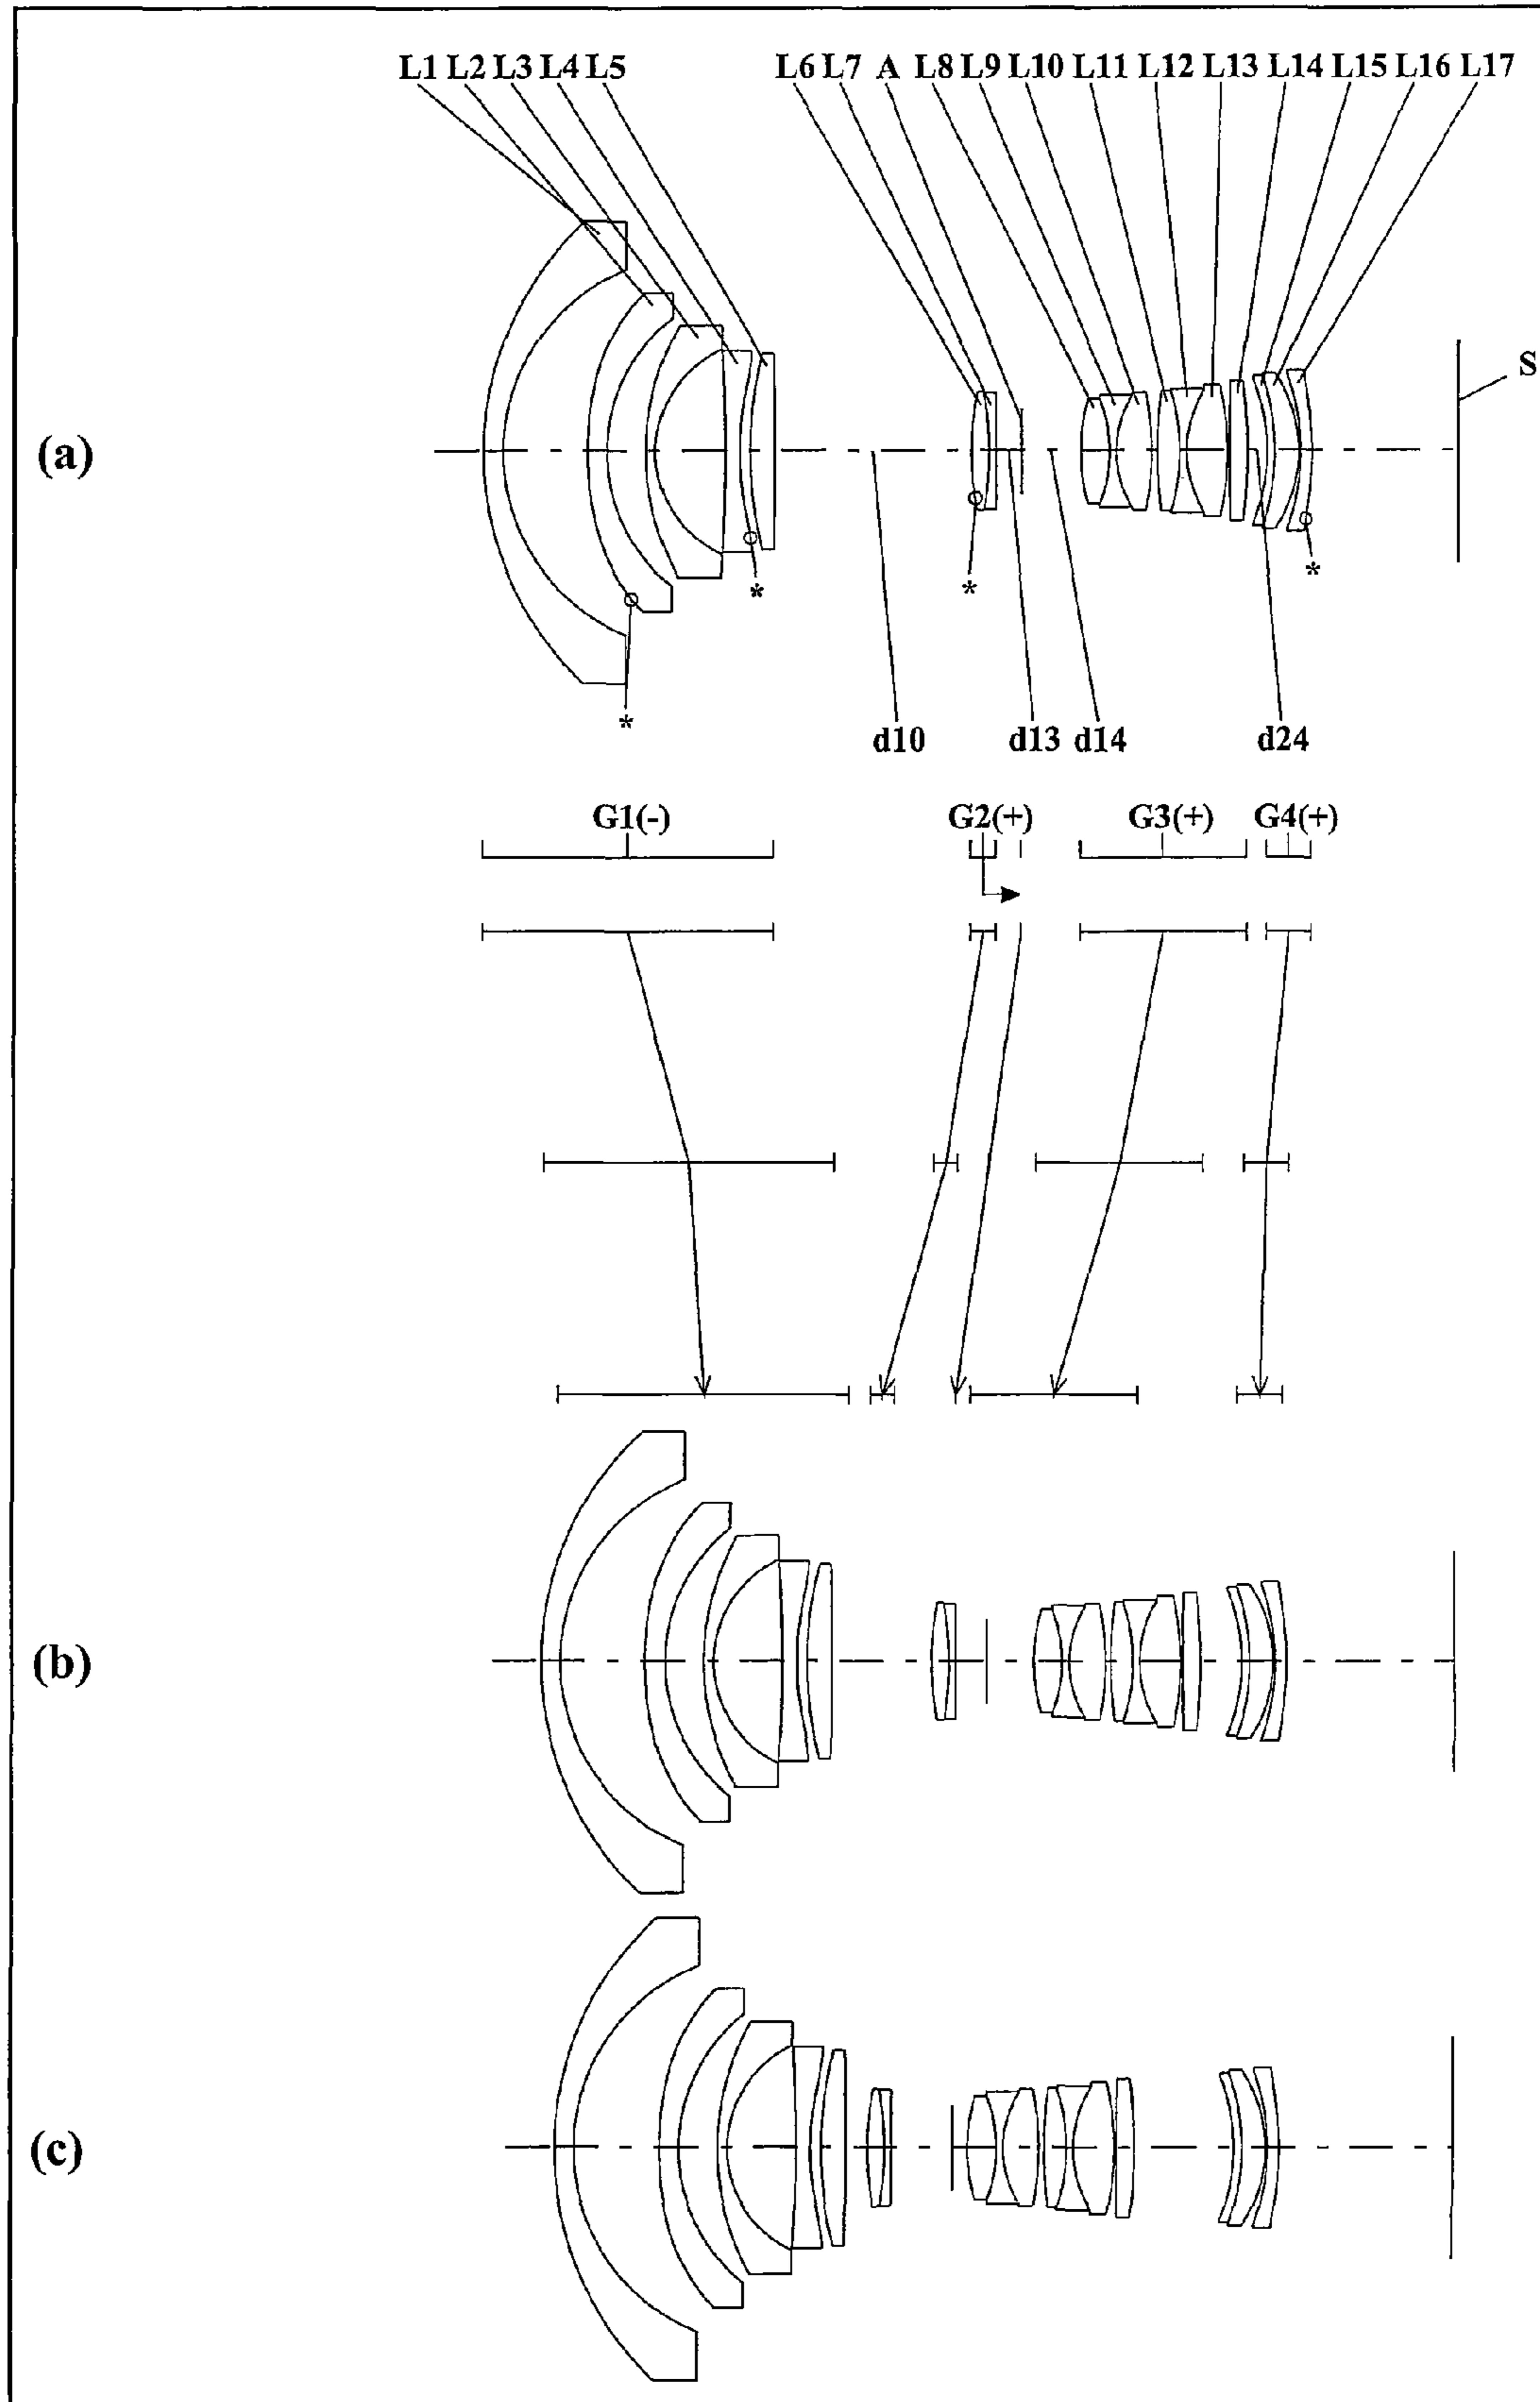 L1 L2 L3 L4 L5 L6 L7 A L8 L9 L10 L11 L12 L13 L14 L15 L16 L17
S
(a)
* * * *
d10 d13 d14 d24
G1(-) G2(+) G3(+) G4(+)
(b)
(c)